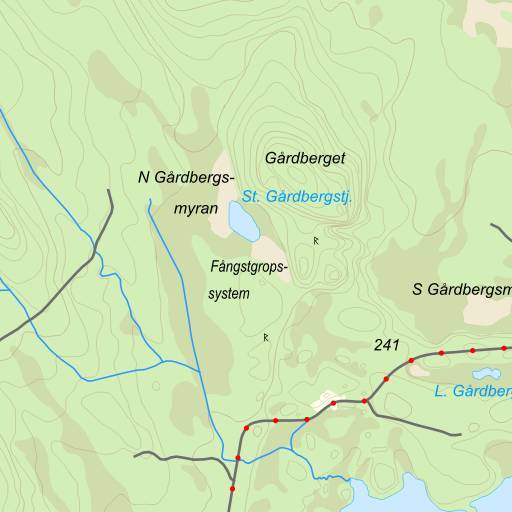 Gårdberget
N Gårdbergs-
myran
St. Gårdbergstj.
Fångstgrops-
system
S Gårdbergsm
241
L. Gårdberg